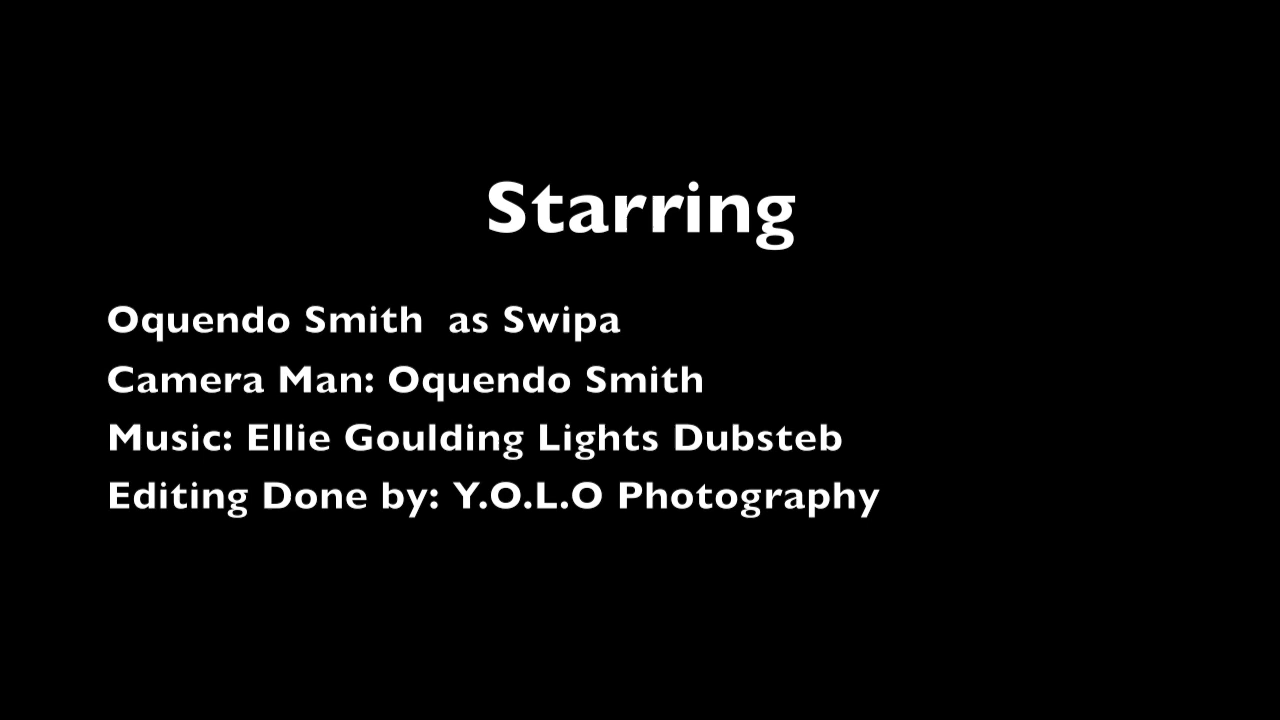 Starring
Oquendo Smith  as Swipa
Camera Man: Oquendo Smith
Music: Ellie Goulding Lights Dubsteb
Editing Done by: Y.O.L.O Photography